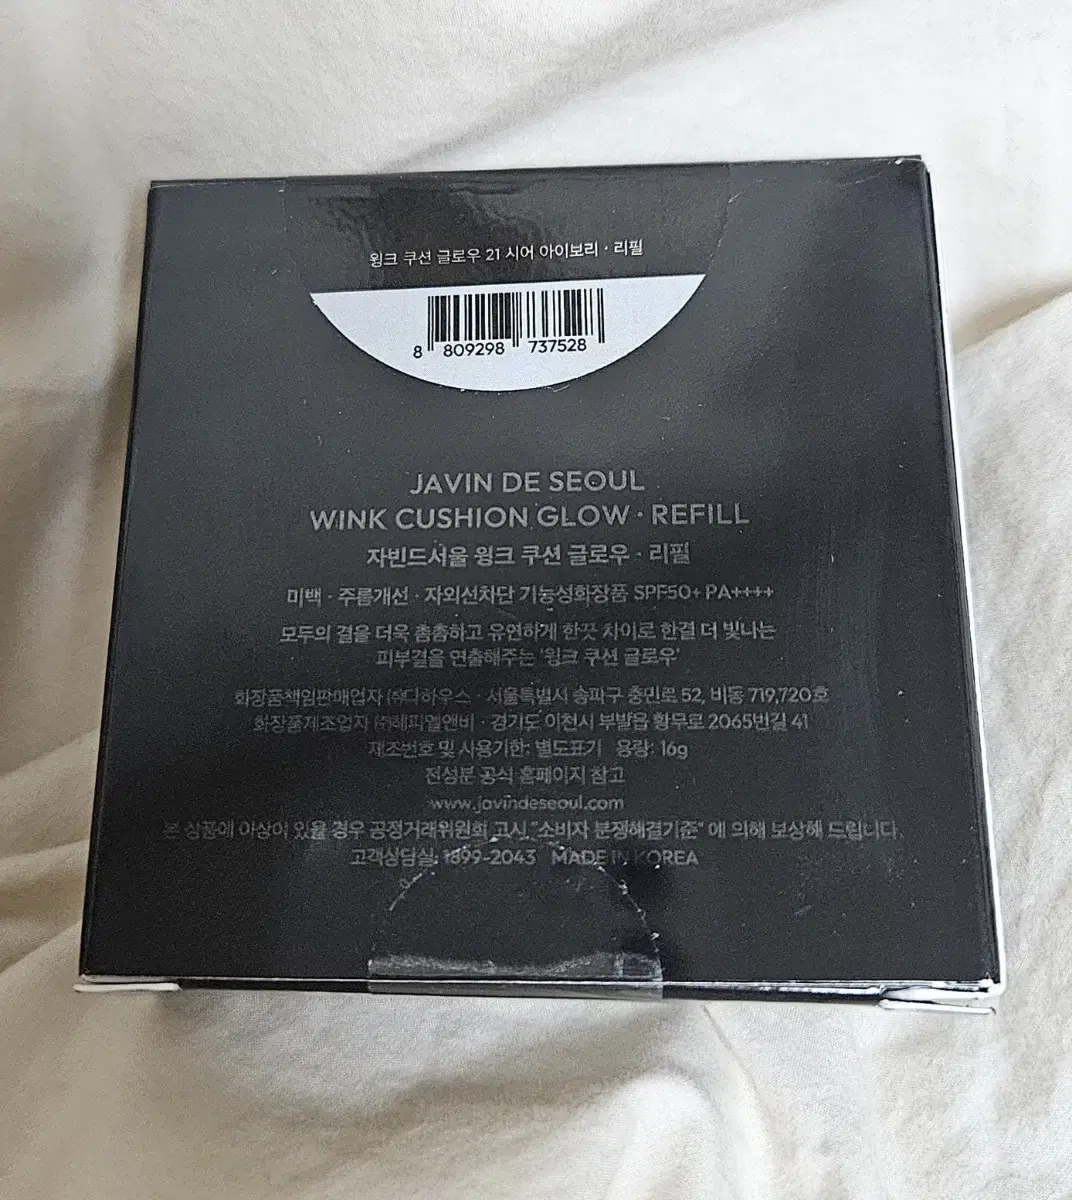 윙크 쿠션 글로우 21 시어 아이보리 · 리필
8 809298 737528
JAVIN DE SEOUL
WINK CUSHION GLOW · REFILL
자빈드서울 윙크 쿠션 글로우 · 리필
미백 · 주름개선 · 자외선차단 기능성화장품 SPF50+ PA++++
모두의 결을 더욱 촘촘하고 유연하게 한끗 차이로 한결 더 빛나는
피부결을 연출해주는 '윙크 쿠션 글로우'
화장품책임판매업자 ㈜디하우스 · 서울특별시 송파구 충민로 52, 비동 719,720호
화장품제조업자 ㈜해피엘앤비 · 경기도 이천시 부발읍 황무로 2065번길 41
제조번호 및 사용기한: 별도표기 용량: 16g
전성분 공식 홈페이지 참고
www.javindeseoul.com
본 상품에 이상이 있을 경우 공정거래위원회 고시 "소비자 분쟁해결기준" 에 의해 보상해 드립니다.
고객상담실: 1899-2043 MADE IN KOREA